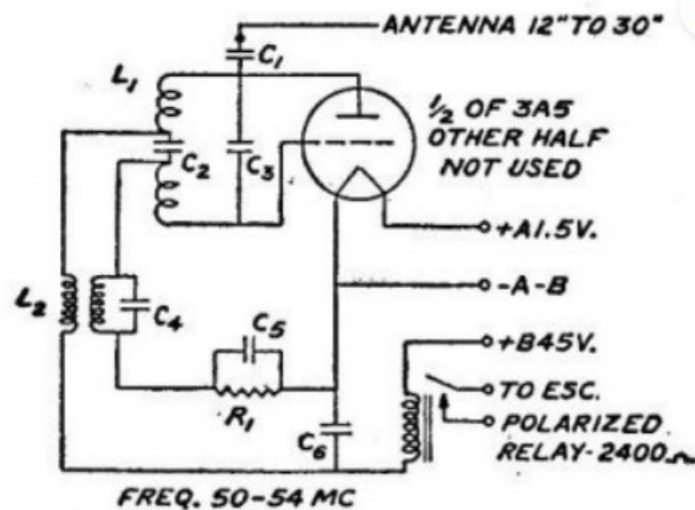 ANTENNA 12" TO 30"
C1
L1
1/2 OF 3A5
OTHER HALF
NOT USED
C2
C3
+A1.5V.
-A-B
L2
C4
C5
R1
+B45V.
TO ESC.
C6
POLARIZED
RELAY-2400~
FREQ. 50-54 MC